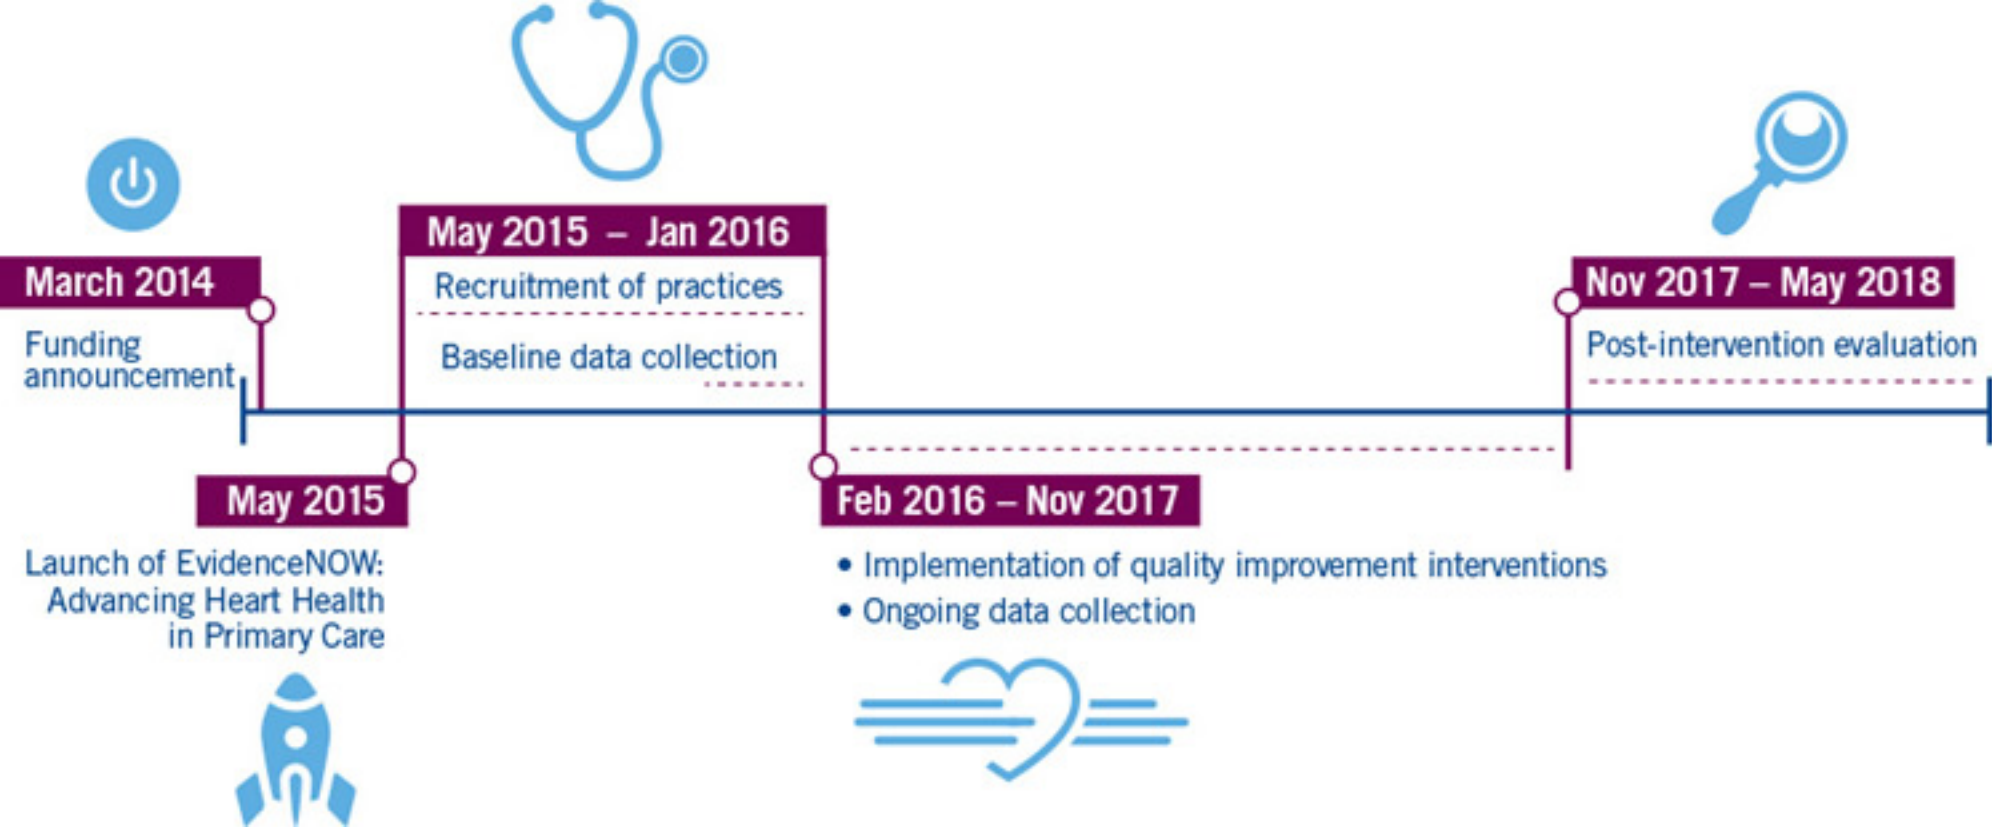 March 2014
Funding
announcement
May 2015
Launch of EvidenceNOW:
Advancing Heart Health
in Primary Care
May 2015 – Jan 2016
Recruitment of practices
Baseline data collection
Feb 2016 – Nov 2017
• Implementation of quality improvement interventions
• Ongoing data collection
Nov 2017 – May 2018
Post-intervention evaluation